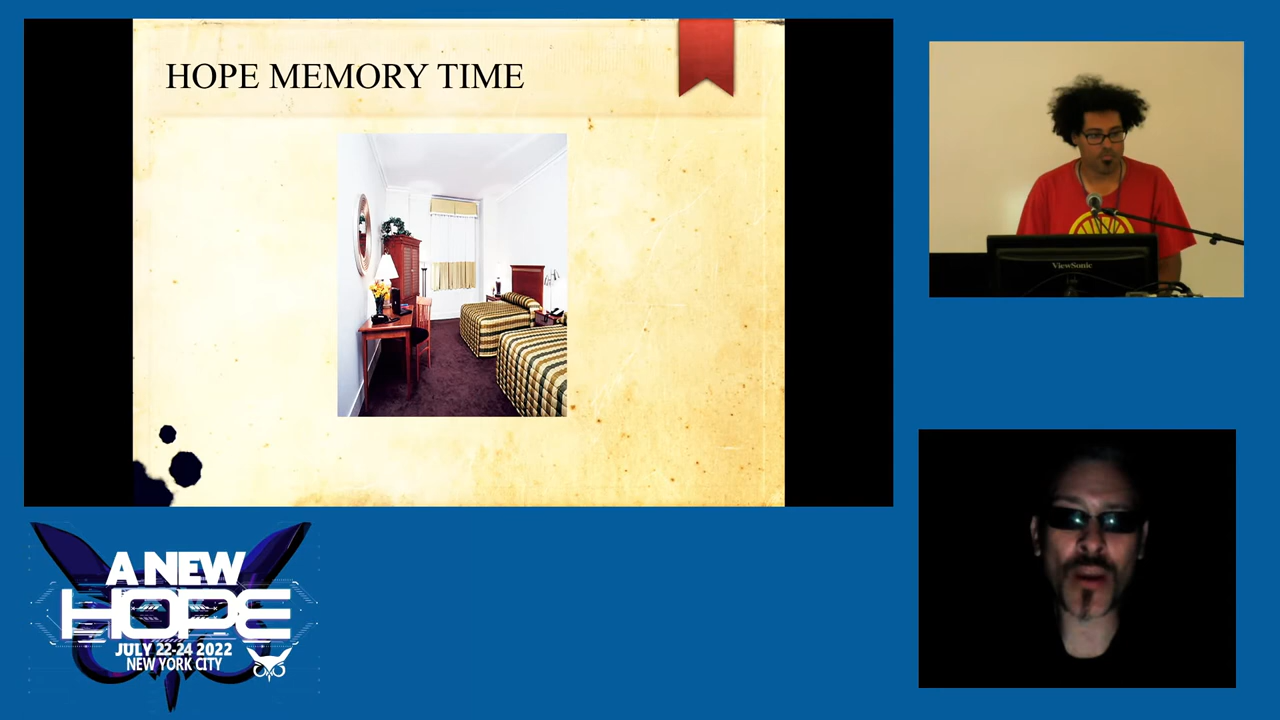 HOPE MEMORY TIME
ViewSonic
A NEW
HOPE
JULY 22-24 2022
NEW YORK CITY